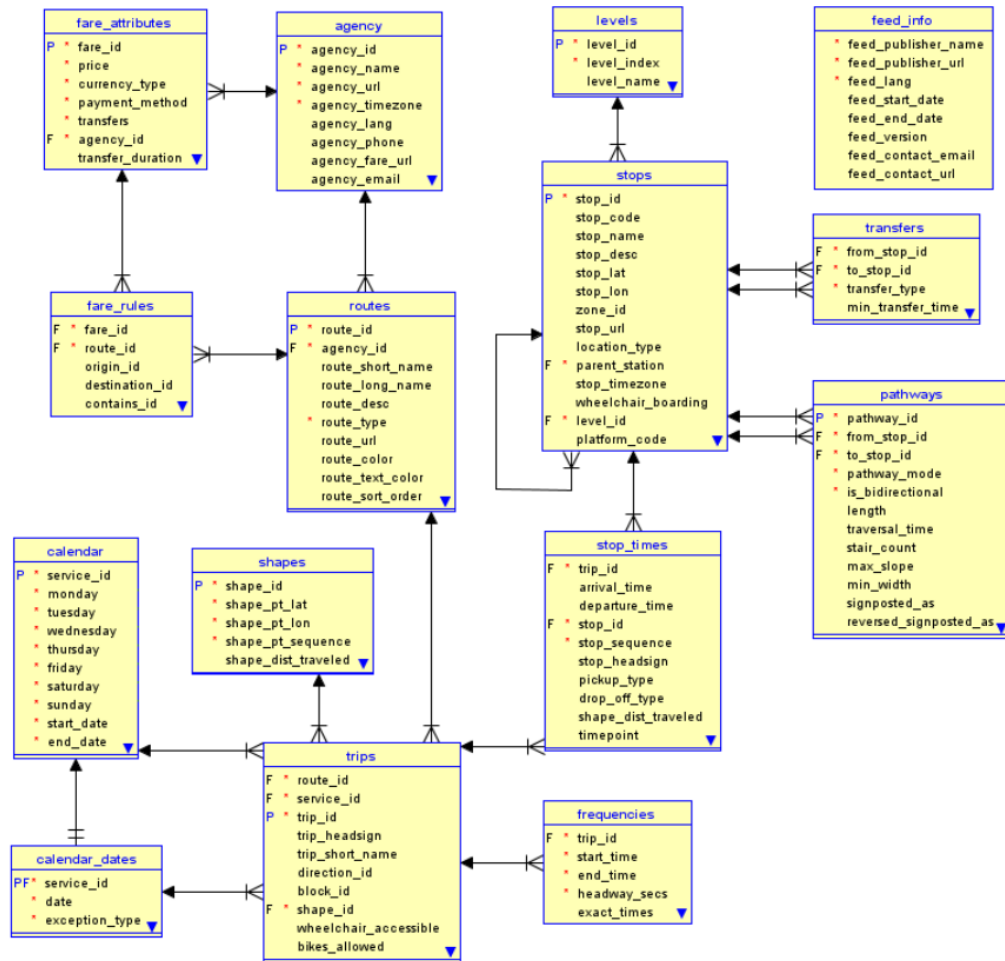 fare_attributes
P * fare_id
* price
* currency_type
* payment_method
* transfers
F * agency_id
transfer_duration
agency
P * agency_id
* agency_name
* agency_url
* agency_timezone
agency_lang
agency_phone
agency_fare_url
agency_email
levels
P * level_id
* level_index
level_name
feed_info
* feed_publisher_name
* feed_publisher_url
* feed_lang
feed_start_date
feed_end_date
feed_version
feed_contact_email
feed_contact_url
stops
P * stop_id
stop_code
stop_name
stop_desc
stop_lat
stop_lon
zone_id
stop_url
location_type
F * parent_station
stop_timezone
wheelchair_boarding
F * level_id
platform_code
transfers
F * from_stop_id
F * to_stop_id
* transfer_type
min_transfer_time
fare_rules
F * fare_id
F * route_id
origin_id
destination_id
contains_id
routes
P * route_id
F * agency_id
route_short_name
route_long_name
route_desc
* route_type
route_url
route_color
route_text_color
route_sort_order
pathways
P * pathway_id
F * from_stop_id
F * to_stop_id
* pathway_mode
* is_bidirectional
length
traversal_time
stair_count
max_slope
min_width
signposted_as
reversed_signposted_as
calendar
P * service_id
* monday
* tuesday
* wednesday
* thursday
* friday
* saturday
* sunday
* start_date
* end_date
shapes
P * shape_id
* shape_pt_lat
* shape_pt_lon
* shape_pt_sequence
shape_dist_traveled
stop_times
F * trip_id
arrival_time
departure_time
F * stop_id
* stop_sequence
stop_headsign
pickup_type
drop_off_type
shape_dist_traveled
timepoint
trips
F * route_id
F * service_id
P * trip_id
trip_headsign
trip_short_name
direction_id
block_id
F * shape_id
wheelchair_accessible
bikes_allowed
frequencies
F * trip_id
* start_time
* end_time
* headway_secs
exact_times
calendar_dates
PF * service_id
* date
* exception_type